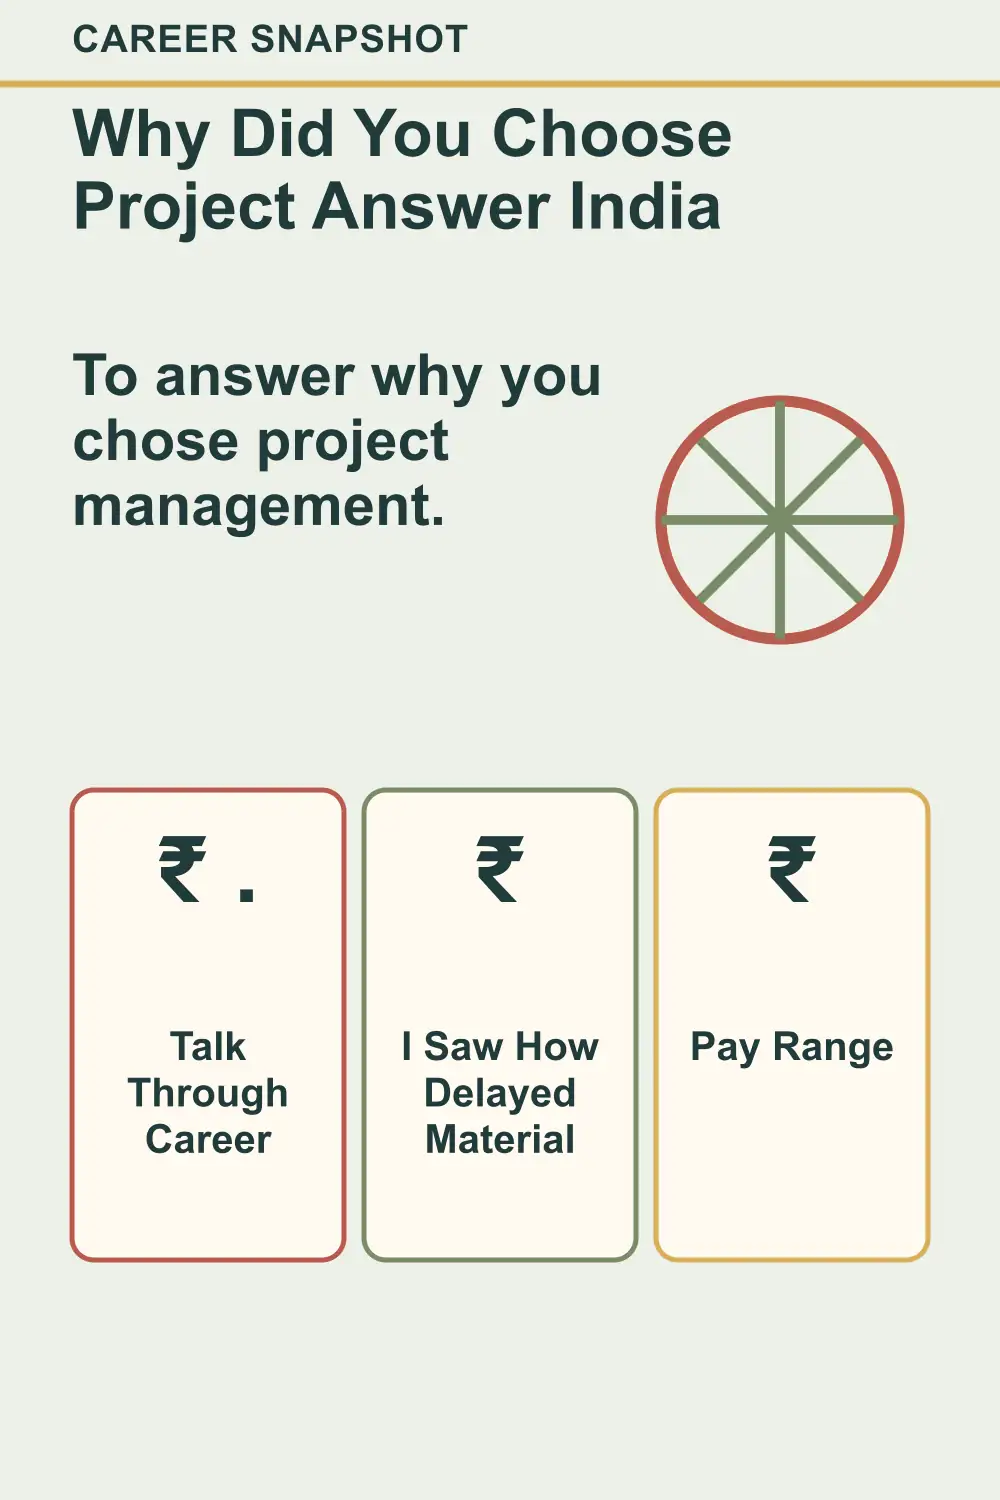 CAREER SNAPSHOT
Why Did You Choose
Project Answer India
To answer why you
chose project
management.
₹ .
Talk
Through
Career
₹
I Saw How
Delayed
Material
₹
Pay Range